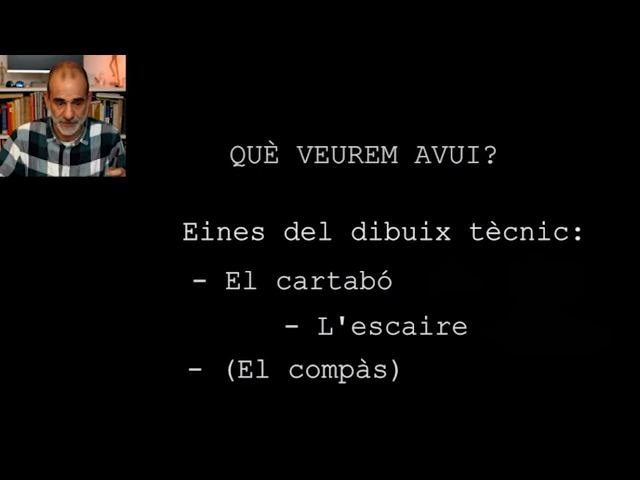 QUÈ VEUREM AVUI?
Eines del dibuix tècnic:
- El cartabó
- L'escaire
- (El compàs)